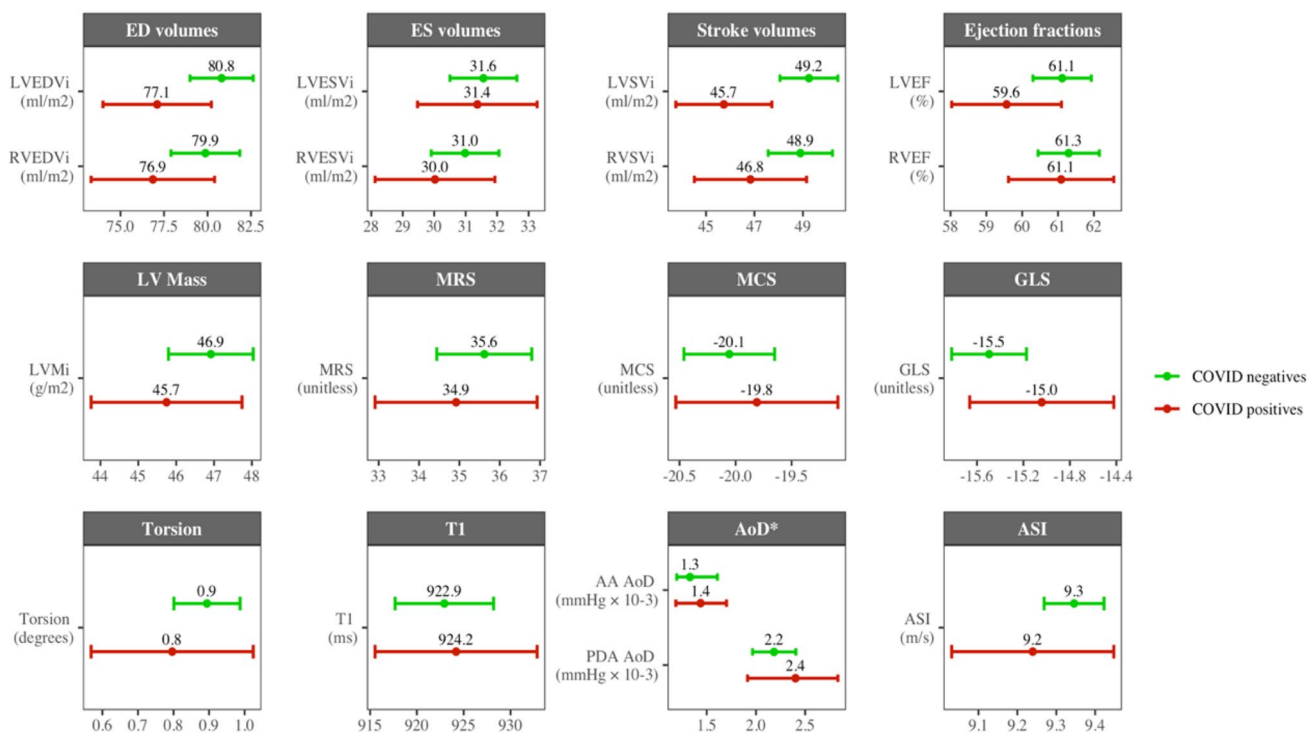 ED volumes
LVEDVi
(ml/m2)
80.8
77.1
RVEDVi
(ml/m2)
79.9
76.9
75.0 77.5 80.0 82.5
ES volumes
LVESVi
(ml/m2)
31.6
31.4
RVESVi
(ml/m2)
31.0
30.0
28 29 30 31 32 33
Stroke volumes
LVSVi
(ml/m2)
49.2
45.7
RVSVi
(ml/m2)
48.9
46.8
45 47 49
Ejection fractions
LVEF
(%)
61.1
59.6
RVEF
(%)
61.3
61.1
58 59 60 61 62
LV Mass
LVMi
(g/m2)
46.9
45.7
44 45 46 47 48
MRS
MRS
(unitless)
35.6
34.9
33 34 35 36 37
MCS
MCS
(unitless)
-20.1
-19.8
-20.5 -20.0 -19.5
GLS
GLS
(unitless)
-15.5
-15.0
-15.6 -15.2 -14.8 -14.4
COVID negatives
COVID positives
Torsion
Torsion
(degrees)
0.9
0.8
0.6 0.7 0.8 0.9 1.0
T1
T1
(ms)
922.9
924.2
915 920 925 930
AoD*
AA AoD
(mmHg × 10-3)
1.3
1.4
PDA AoD
(mmHg × 10-3)
2.2
2.4
1.5 2.0 2.5
ASI
ASI
(m/s)
9.3
9.2
9.1 9.2 9.3 9.4